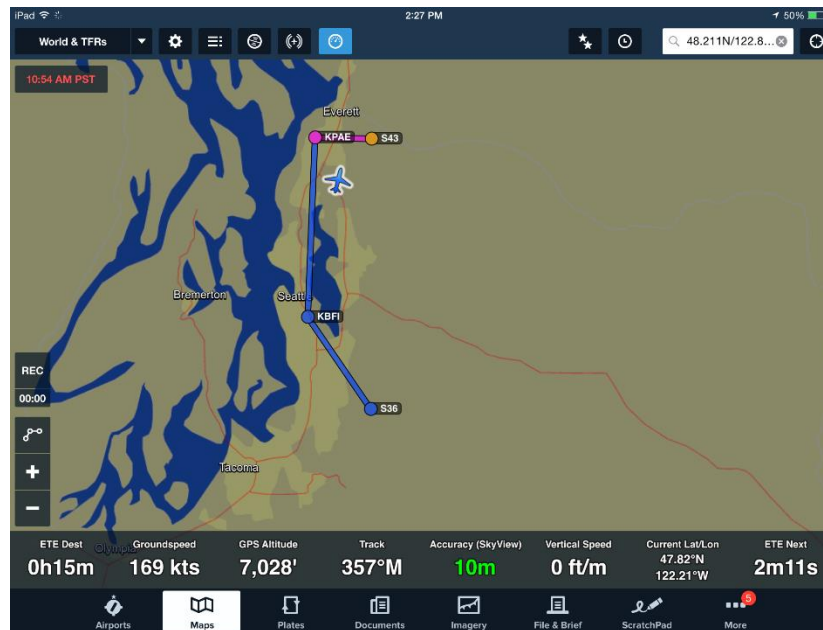 iPad
2:27 PM
50%
World & TFRs
48.211N/122.8...
10:54 AM PST
Everett
KPAE
S43
Bremerton
Seattle
KBFI
REC
00:00
S36
Tacoma
Olympia
ETE Dest
0h15m
Groundspeed
169 kts
GPS Altitude
7,028'
Track
357°M
Accuracy (SkyView)
10m
Vertical Speed
0 ft/m
Current Lat/Lon
47.82°N
122.21°W
ETE Next
2m11s
Airports
Maps
Plates
Documents
Imagery
File & Brief
ScratchPad
5
More